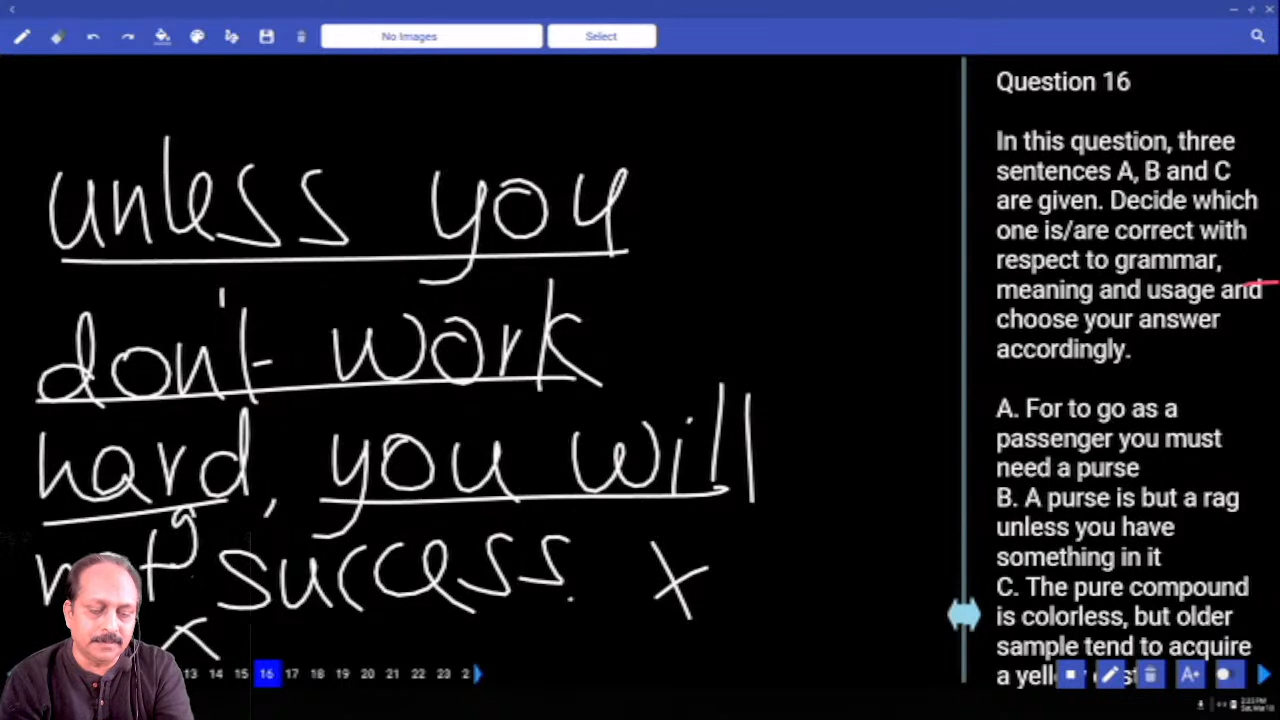 No Images
Select
unless you
don't work
hard, you will
success. x
x
Question 16
In this question, three
sentences A, B and C
are given. Decide which
one is/are correct with
respect to grammar,
meaning and usage and
choose your answer
accordingly.
A. For to go as a
passenger you must
need a purse
B. A purse is but a rag
unless you have
something in it
C. The pure compound
is colorless, but older
sample tend to acquire
a
13 14 15 16 17 18 19 20 21 22 23 2
A+